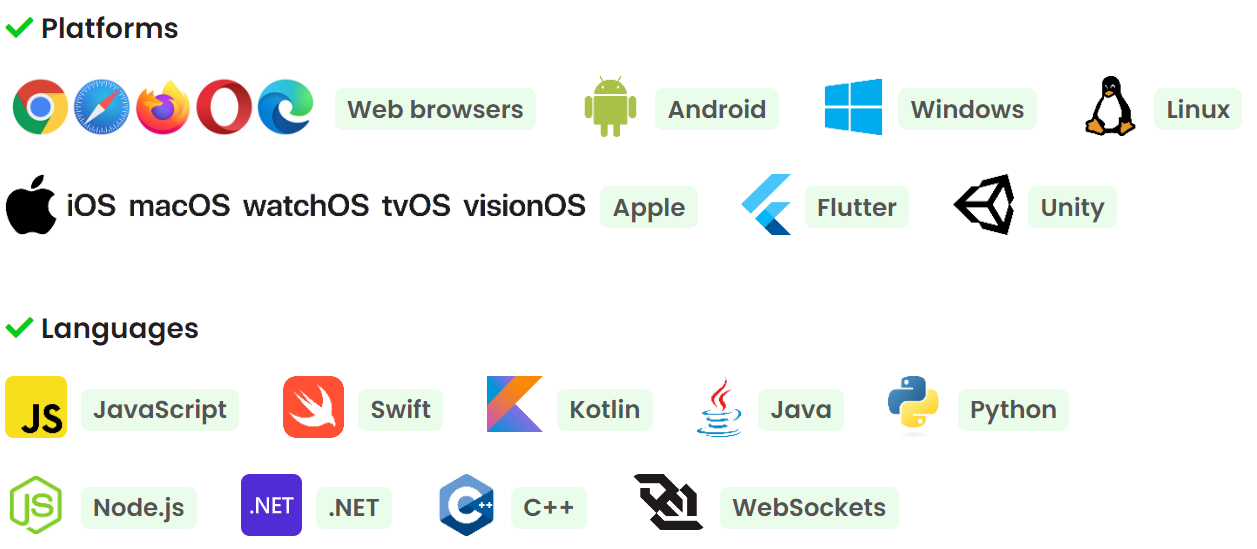 Platforms
Web browsers Android Windows Linux
iOS macOS watchOS tvOS visionOS Apple Flutter Unity
Languages
JS JavaScript Swift Kotlin Java Python
JS Node.js .NET .NET C++ C++ WebSockets